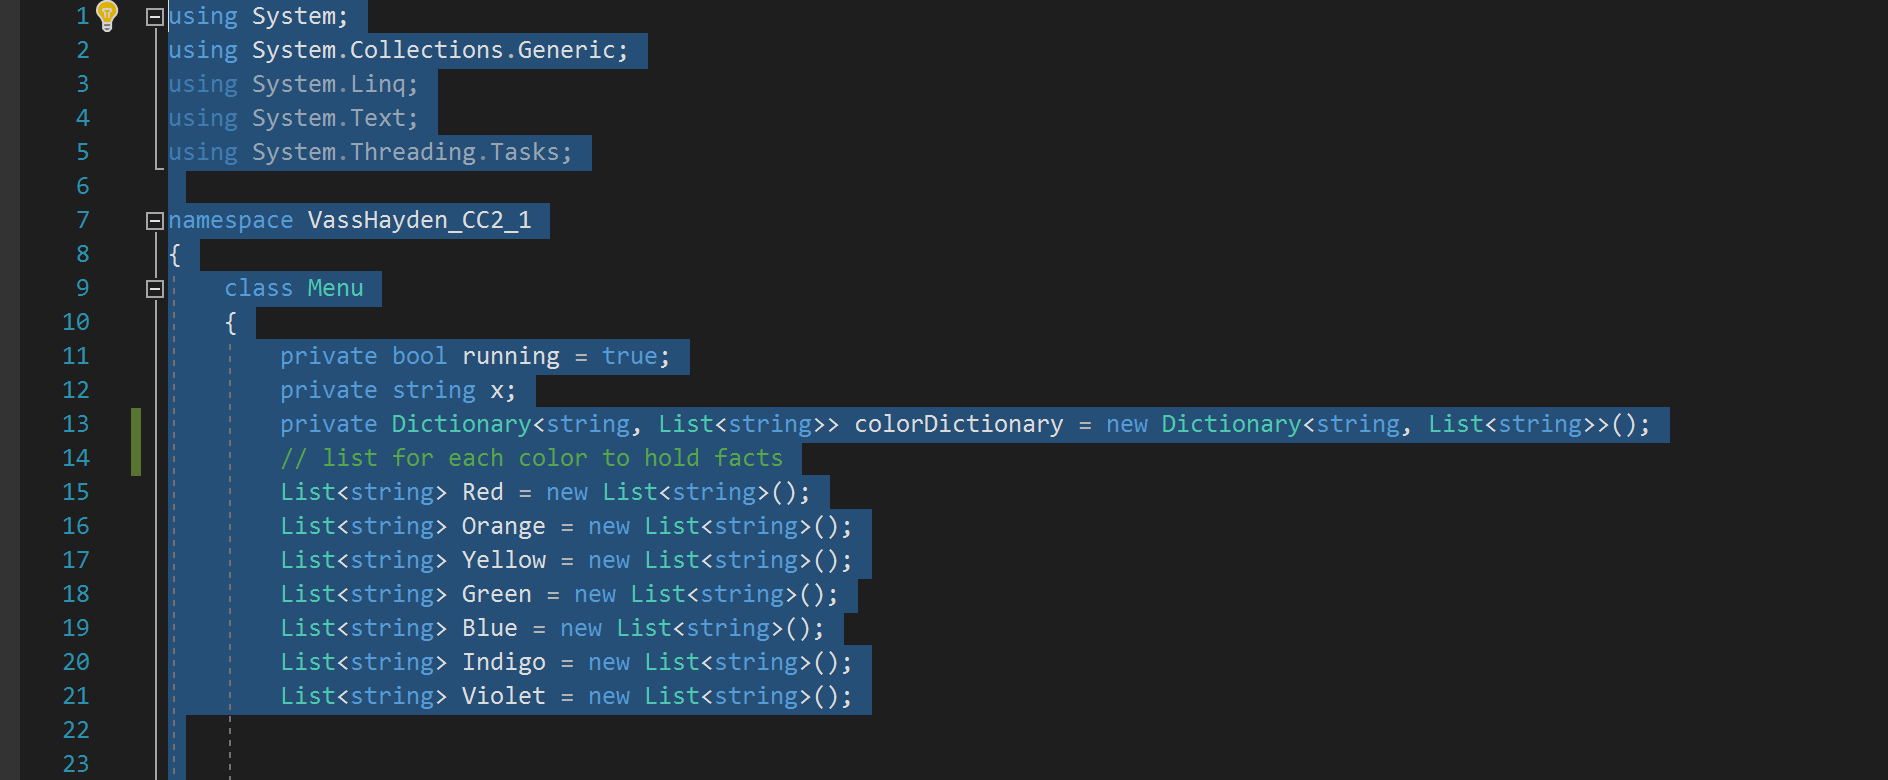 1 using System;
2 using System.Collections.Generic;
3 using System.Linq;
4 using System.Text;
5 using System.Threading.Tasks;
6
7 namespace VassHayden_CC2_1
8 {
9 class Menu
10 {
11 private bool running = true;
12 private string x;
13 private Dictionary<string, List<string>> colorDictionary = new Dictionary<string, List<string>>();
14 // list for each color to hold facts
15 List<string> Red = new List<string>();
16 List<string> Orange = new List<string>();
17 List<string> Yellow = new List<string>();
18 List<string> Green = new List<string>();
19 List<string> Blue = new List<string>();
20 List<string> Indigo = new List<string>();
21 List<string> Violet = new List<string>();
22
23